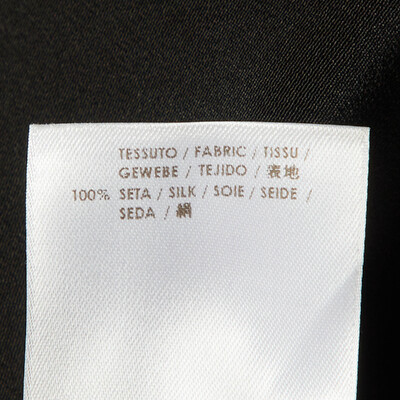 TESSUTO / FABRIC / TISSU /
GEWEBE / TEJIDO / 表地
100% SETA / SILK / SOIE / SEIDE /
SEDA / 絹